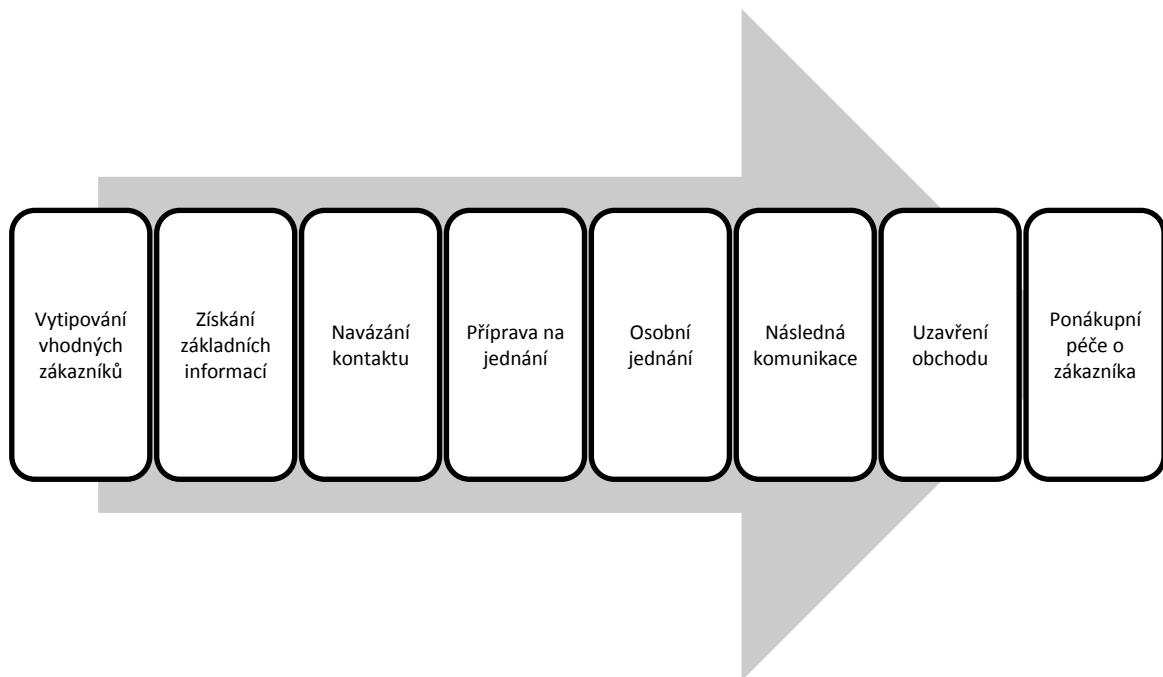 Vytipování
vhodných
zákazníků
Získání
základních
informací
Navázání
kontaktu
Příprava na
jednání
Osobní
jednání
Následná
komunikace
Uzavření
obchodu
Ponákupní
péče o
zákazníka